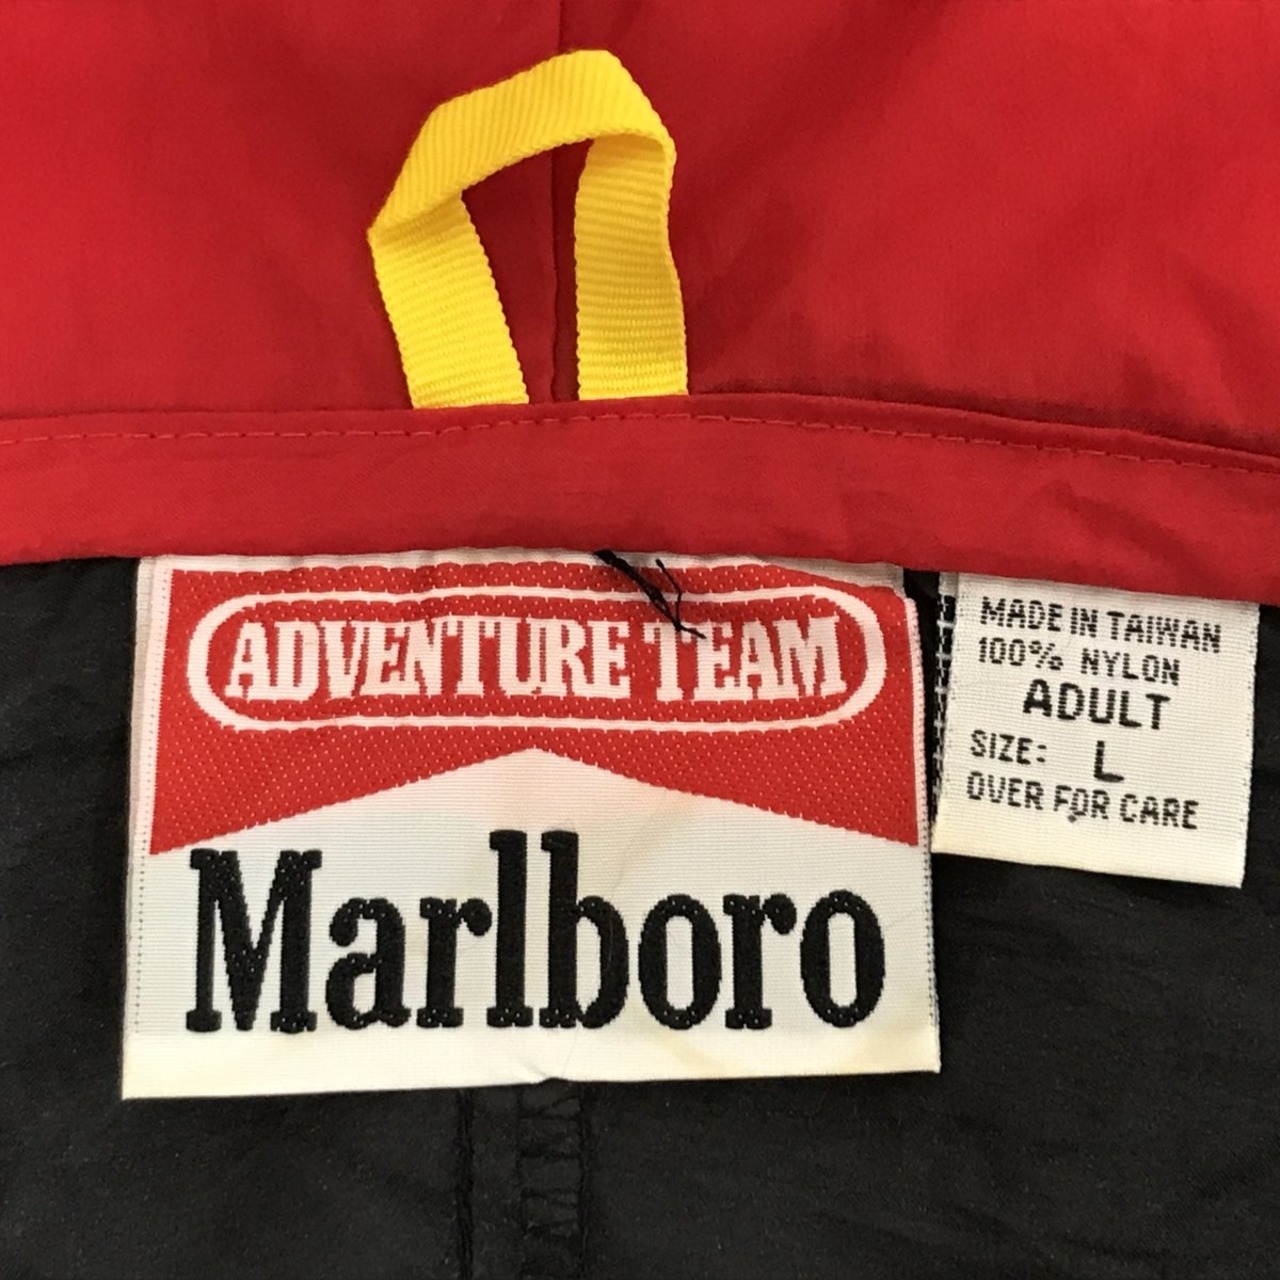 ADVENTURE TEAM
Marlboro
MADE IN TAIWAN
100% NYLON
ADULT
SIZE: L
OVER FOR CARE